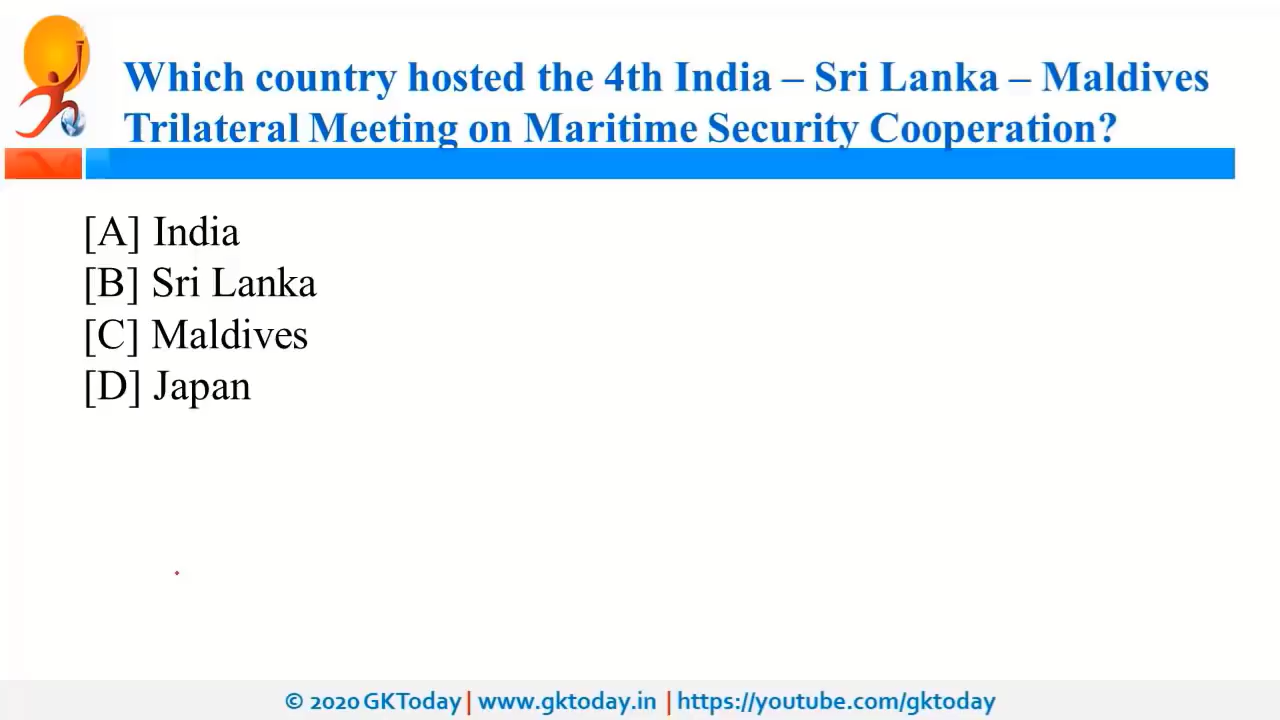 Which country hosted the 4th India – Sri Lanka – Maldives
Trilateral Meeting on Maritime Security Cooperation?
[A] India
[B] Sri Lanka
[C] Maldives
[D] Japan
© 2020 GKToday | www.gktoday.in | https://youtube.com/gktoday